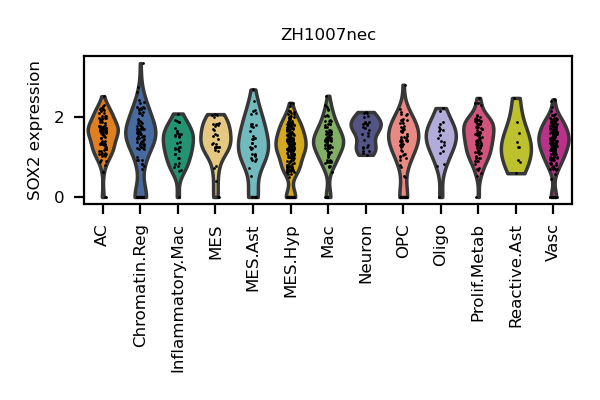 ZH1007nec
SOX2 expression
2
0
AC
Chromatin.Reg
Inflammatory.Mac
MES
MES.Ast
MES.Hyp
Mac
Neuron
OPC
Oligo
Prolif.Metab
Reactive.Ast
Vasc